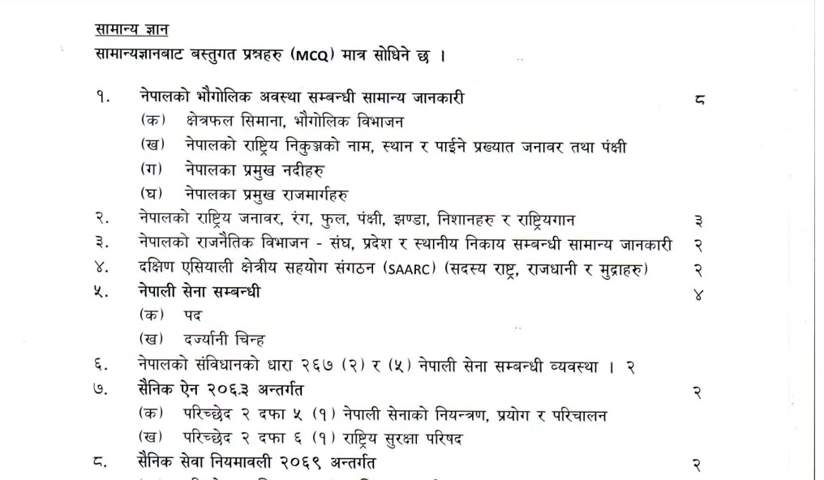 सामान्य ज्ञान
सामान्यज्ञानबाट बस्तुगत प्रश्नहरु (MCQ) मात्र सोधिने छ ।
१. नेपालको भौगोलिक अवस्था सम्बन्धी सामान्य जानकारी ८
(क) क्षेत्रफल सिमाना, भौगोलिक विभाजन
(ख) नेपालको राष्ट्रिय निकुञ्जको नाम, स्थान र पाईने प्रख्यात जनावर तथा पंक्षी
(ग) नेपालका प्रमुख नदीहरु
(घ) नेपालका प्रमुख राजमार्गहरु
२. नेपालको राष्ट्रिय जनावर, रंग, फुल, पंक्षी, झण्डा, निशानहरु र राष्ट्रियगान ३
३. नेपालको राजनैतिक विभाजन - संघ, प्रदेश र स्थानीय निकाय सम्बन्धी सामान्य जानकारी २
४. दक्षिण एसियाली क्षेत्रीय सहयोग संगठन (SAARC) (सदस्य राष्ट्र, राजधानी र मुद्राहरु) २
५. नेपाली सेना सम्बन्धी ४
(क) पद
(ख) दर्ज्यानी चिन्ह
६. नेपालको संविधानको धारा २६७ (२) र (५) नेपाली सेना सम्बन्धी व्यवस्था । २
७. सैनिक ऐन २०६३ अन्तर्गत २
(क) परिच्छेद २ दफा ५ (१) नेपाली सेनाको नियन्त्रण, प्रयोग र परिचालन
(ख) परिच्छेद २ दफा ६ (१) राष्ट्रिय सुरक्षा परिषद
८. सैनिक सेवा नियमावली २०६९ अन्तर्गत २